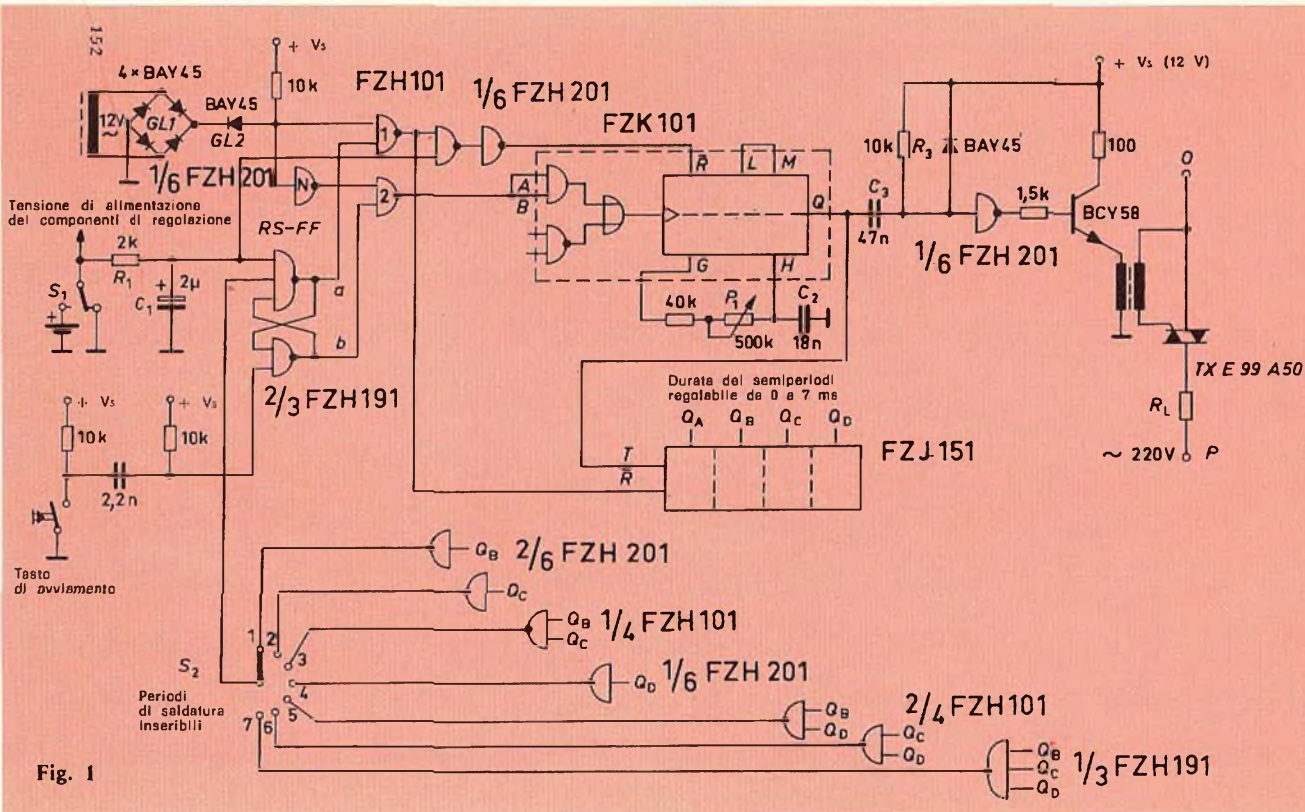 152
4 × BAY45
12V
~
GL1
BAY45
GL2
+ Vs
10k
FZH101
1/6 FZH 201
FZK101
1/6 FZH 201
N
1
2
R̅
L
M
A
B
Q
G
H
Tensione di alimentazione
dei componenti di regolazione
RS-FF
2k
R1
S1
+
C1
+
2µ
a
b
2/3 FZH191
40k
P1
500k
C2
18n
C3
47n
10k
R3
BAY45
+ Vs (12 V)
100
1,5k
BCY58
1/6 FZH 201
O
TX E 99 A50
RL
~ 220V
P
+ Vs
+ Vs
10k
10k
2,2n
Tasto
di avviamento
Durata dei semiperiodi
regolabile da 0 a 7 ms
QA
QB
QC
QD
T
R̅
FZJ151
QB
2/6 FZH 201
QC
QB
QC
1/4 FZH101
QD
1/6 FZH 201
QB
QD
2/4 FZH101
QC
QD
QB
QC
QD
1/3 FZH191
S2
1
2
3
4
5
6
7
Periodi
di saldatura
inseribili
Fig. 1